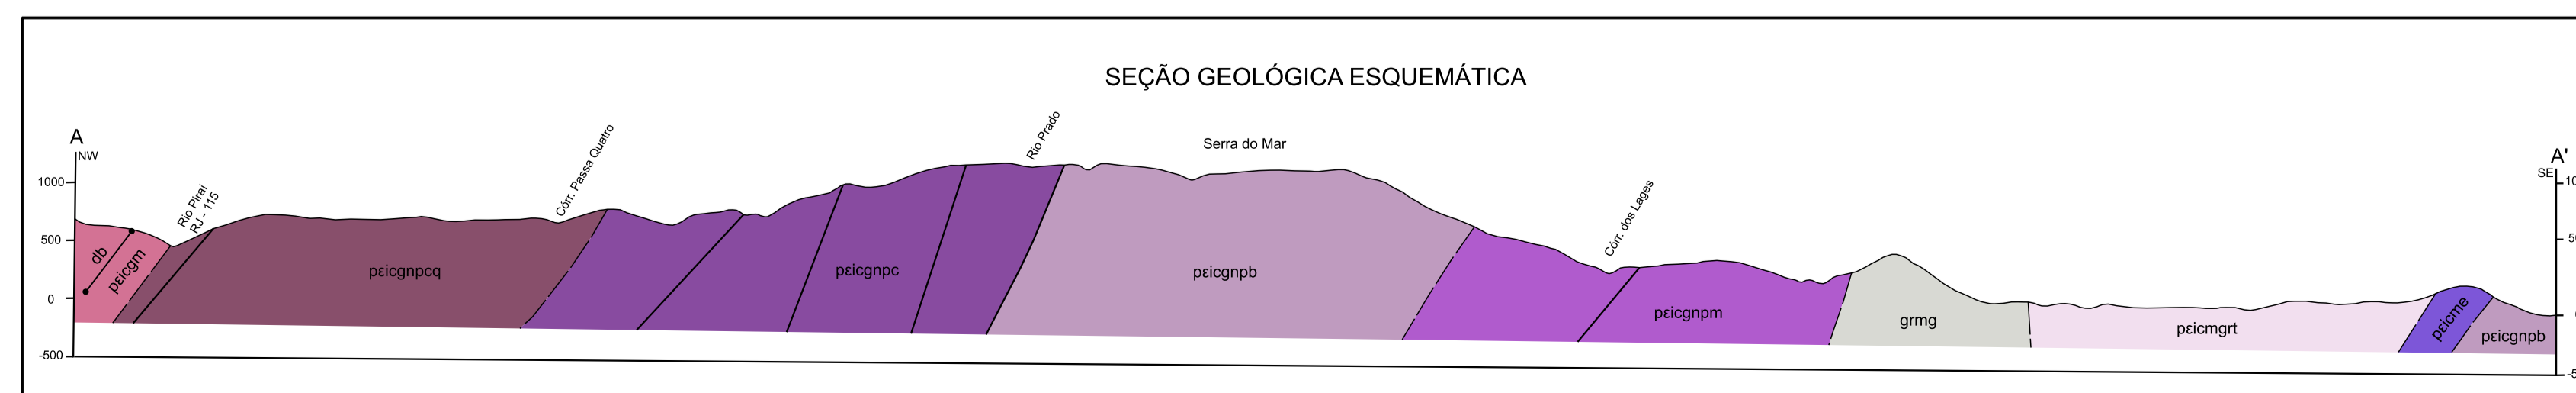 SEÇÃO GEOLÓGICA ESQUEMÁTICA
A
NW
1000
500
0
-500
db
pεicgm
Rio Piraí
RJ - 115
pεicgnpcq
Córr. Passa Quatro
pεicgnpc
Rio Prado
Serra do Mar
pεicgnpb
Córr. dos Lages
pεicgnpm
grmg
pεicmgrt
pεicme
pεicgnpb
A'
SE